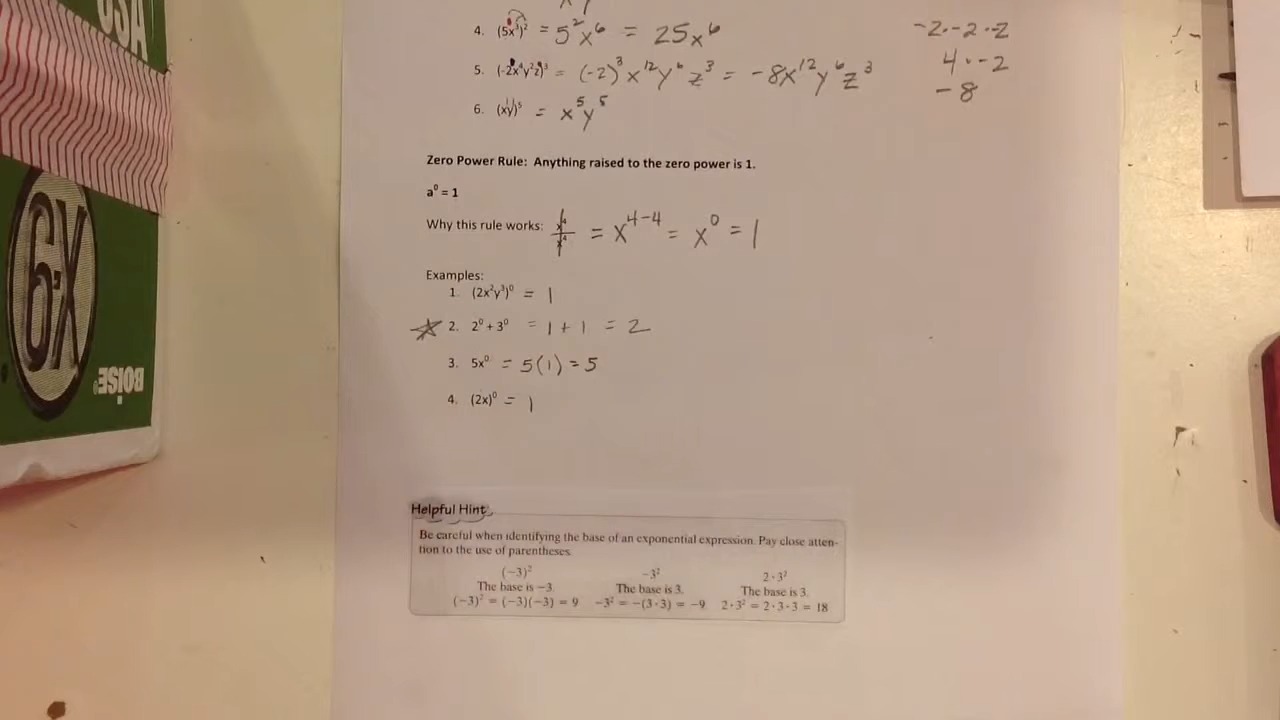 USA
4. (5x³)² = 5²x⁶ = 25x⁶
-2·-2·-2
5. (-2x⁴y²z)³ = (-2)³x¹²y⁶z³ = -8x¹²y⁶z³
4·-2
-8
6. (xy)⁵ = x⁵y⁵
Zero Power Rule: Anything raised to the zero power is 1.
a⁰ = 1
Why this rule works: x⁴/x⁴ = x⁴⁻⁴ = x⁰ = 1
Examples:
1. (2x²y³)⁰ = 1
2. 2⁰ + 3⁰ = 1 + 1 = 2
3. 5x⁰ = 5(1) = 5
4. (2x)⁰ = 1
BOISE
Helpful Hint
Be careful when identifying the base of an exponential expression. Pay close atten-
tion to the use of parentheses.
(−3)² −3² 2·3²
The base is −3. The base is 3. The base is 3.
(−3)² = (−3)(−3) = 9 −3² = −(3·3) = −9 2·3² = 2·3·3 = 18